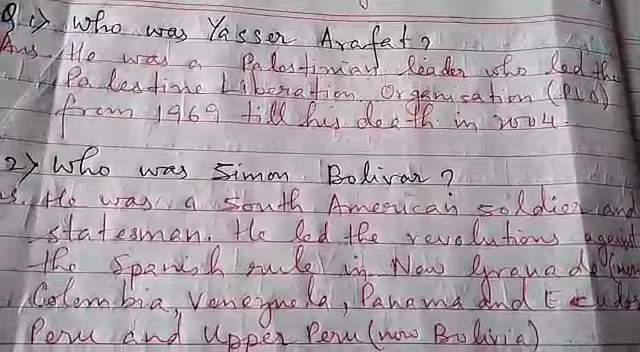 Q 1) Who was Yasser Arafat?
Ans. He was a Palestinian leader who led the
Palestine Liberation Organisation (PLO)
from 1969 till his death in 2004.
2) Who was Simon Bolivar?
s. He was a South American soldier and
statesman. He led the revolutions against
the Spanish rule in New Granada (now
Colombia, Venezuela, Panama and Ecuador
Peru and Upper Peru (now Bolivia)